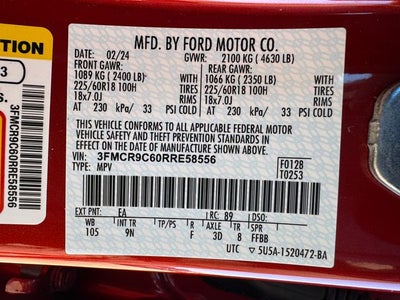 TION
3
s.
3FMCR9C60RRE58556
MFD. BY FORD MOTOR CO.
02/24 GVWR: 2100 KG (4630 LB)
FRONT GAWR: REAR GAWR:
1089 KG (2400 LB) 1066 KG (2350 LB)
225/60R18 100H TIRES 225/60R18 100H TIRES
18x7.0J RIMS 18x7.0J RIMS
AT 230 kPa/ 33 PSI COLD AT 230 kPa/ 33 PSI COLD
THIS VEHICLE CONFORMS TO ALL APPLICABLE FEDERAL MOTOR
VEHICLE SAFETY AND THEFT PREVENTION STANDARDS IN
EFFECT ON THE DATE OF MANUFACTURE SHOWN ABOVE.
VIN: 3FMCR9C60RRE58556 F0128
TYPE: MPV T0253
EXT PNT: EA RC: 89 DSO:
WB INT TR TP/PS R AXLE TR SPR
105 9N F 3D 8 FFBB
UTC ▽ 5U5A-1520472-BA